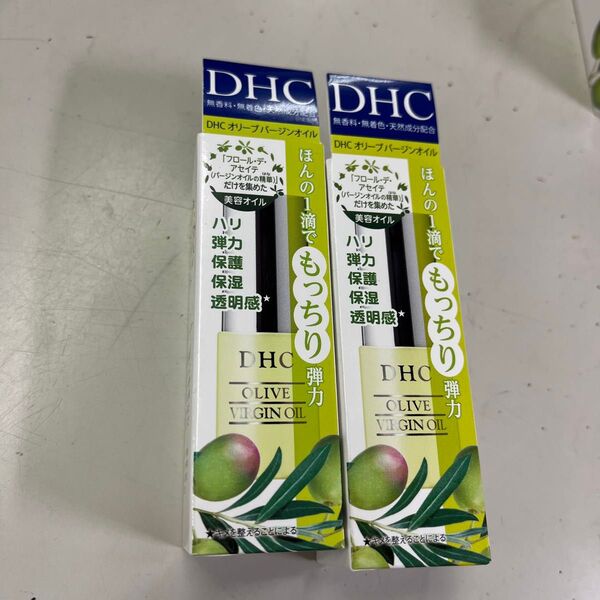 DHC
無香料・無着色・天然成分配合
DHC オリーブバージンオイル
ほんの1滴で
もっちり
弾力
「フロール・デ・
アセイテ
(バージンオイルの精華)」
だけを集めた
美容オイル
ハリ
弾力
保護
保湿
透明感★
DHC
OLIVE
VIRGIN OIL
★キメを整えることによる
DHC
無香料・無着色・天然成分配合
DHC オリーブバージンオイル
ほんの1滴で
もっちり
弾力
「フロール・デ・
アセイテ
(バージンオイルの精華)」
だけを集めた
美容オイル
ハリ
弾力
保護
保湿
透明感★
DHC
OLIVE
VIRGIN OIL
★キメを整えることによる